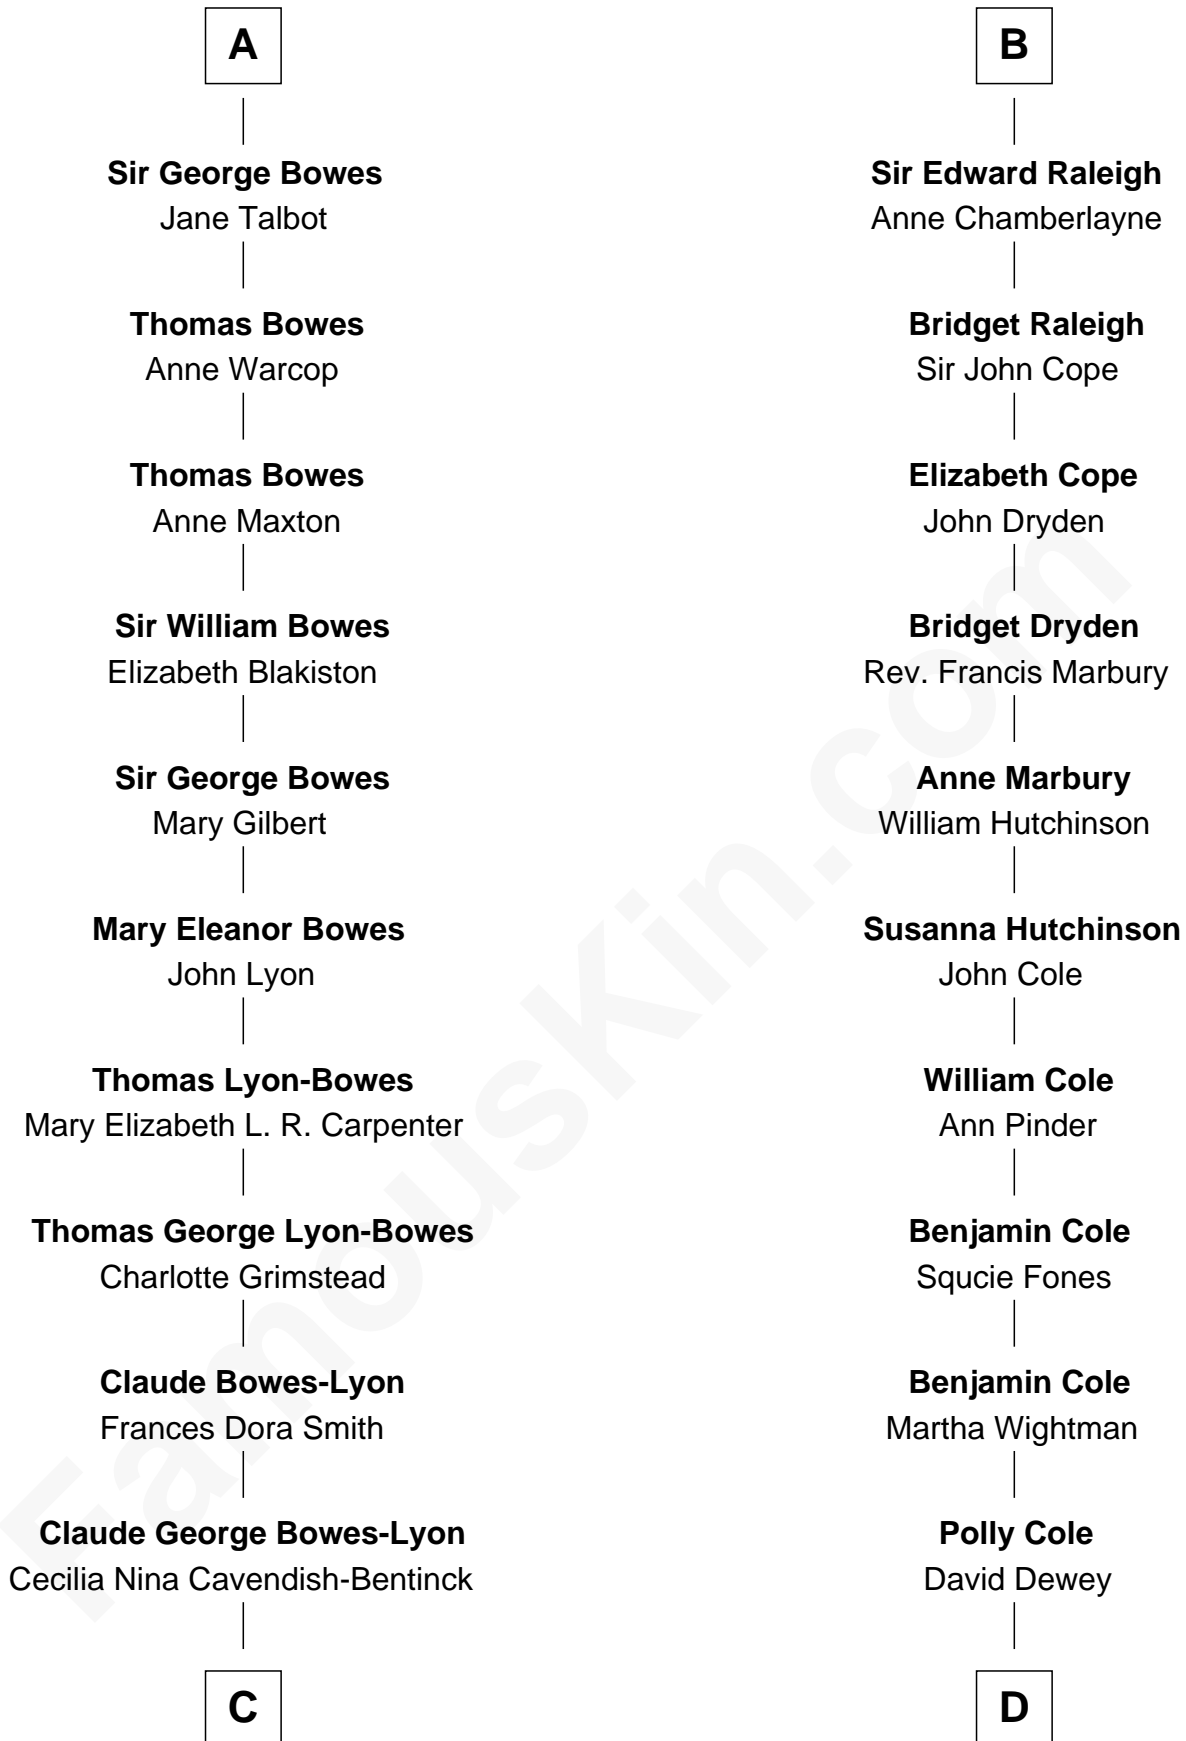 A
Sir George Bowes
Jane Talbot
Thomas Bowes
Anne Warcop
Thomas Bowes
Anne Maxton
Sir William Bowes
Elizabeth Blakiston
Sir George Bowes
Mary Gilbert
Mary Eleanor Bowes
John Lyon
Thomas Lyon-Bowes
Mary Elizabeth L. R. Carpenter
Thomas George Lyon-Bowes
Charlotte Grimstead
Claude Bowes-Lyon
Frances Dora Smith
Claude George Bowes-Lyon
Cecilia Nina Cavendish-Bentinck
C
B
Sir Edward Raleigh
Anne Chamberlayne
Bridget Raleigh
Sir John Cope
Elizabeth Cope
John Dryden
Bridget Dryden
Rev. Francis Marbury
Anne Marbury
William Hutchinson
Susanna Hutchinson
John Cole
William Cole
Ann Pinder
Benjamin Cole
Squcie Fones
Benjamin Cole
Martha Wightman
Polly Cole
David Dewey
D
FamousKin.com